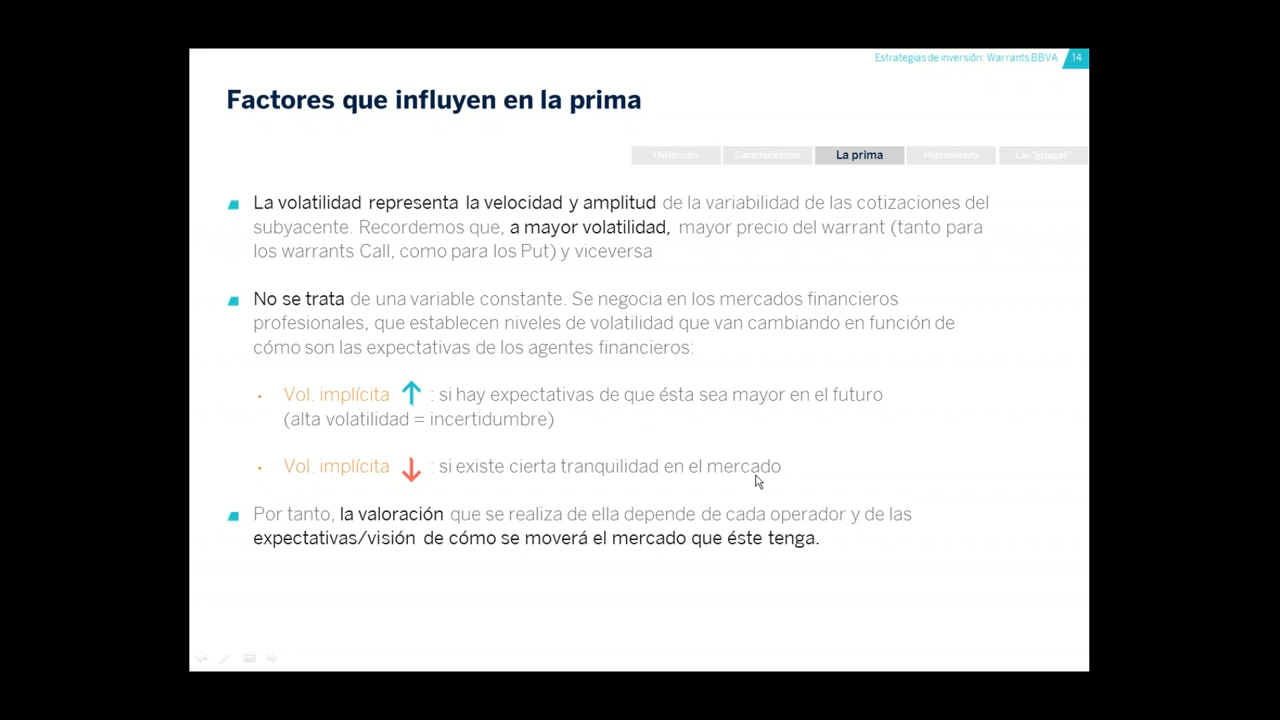 Estrategias de inversión: Warrants BBVA 14
Factores que influyen en la prima
Definición Características La prima Herramienta Las "griegas"
La volatilidad representa la velocidad y amplitud de la variabilidad de las cotizaciones del
subyacente. Recordemos que, a mayor volatilidad, mayor precio del warrant (tanto para
los warrants Call, como para los Put) y viceversa
No se trata de una variable constante. Se negocia en los mercados financieros
profesionales, que establecen niveles de volatilidad que van cambiando en función de
cómo son las expectativas de los agentes financieros:
Vol. implícita : si hay expectativas de que ésta sea mayor en el futuro
(alta volatilidad = incertidumbre)
Vol. implícita : si existe cierta tranquilidad en el mercado
Por tanto, la valoración que se realiza de ella depende de cada operador y de las
expectativas/visión de cómo se moverá el mercado que éste tenga.